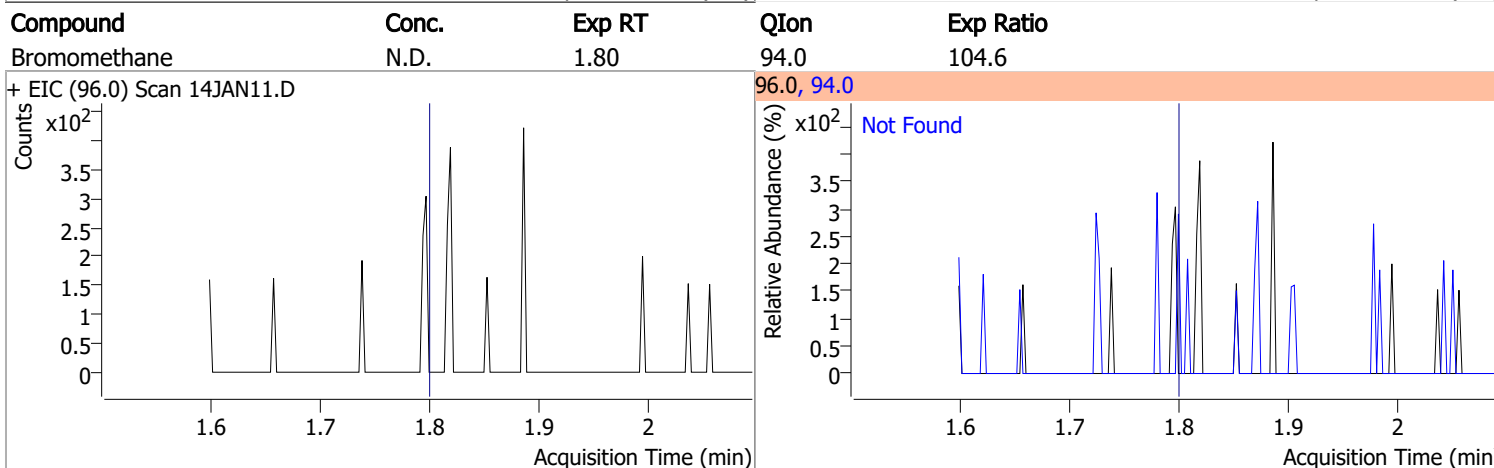 Compound Conc. Exp RT QIon Exp Ratio
Bromomethane N.D. 1.80 94.0 104.6
+ EIC (96.0) Scan 14JAN11.D
Counts
x10²
3.5
3
2.5
2
1.5
1
0.5
0
1.6 1.7 1.8 1.9 2
Acquisition Time (min)
96.0, 94.0
Relative Abundance (%)
x10²
Not Found
3.5
3
2.5
2
1.5
1
0.5
0
1.6 1.7 1.8 1.9 2
Acquisition Time (min)